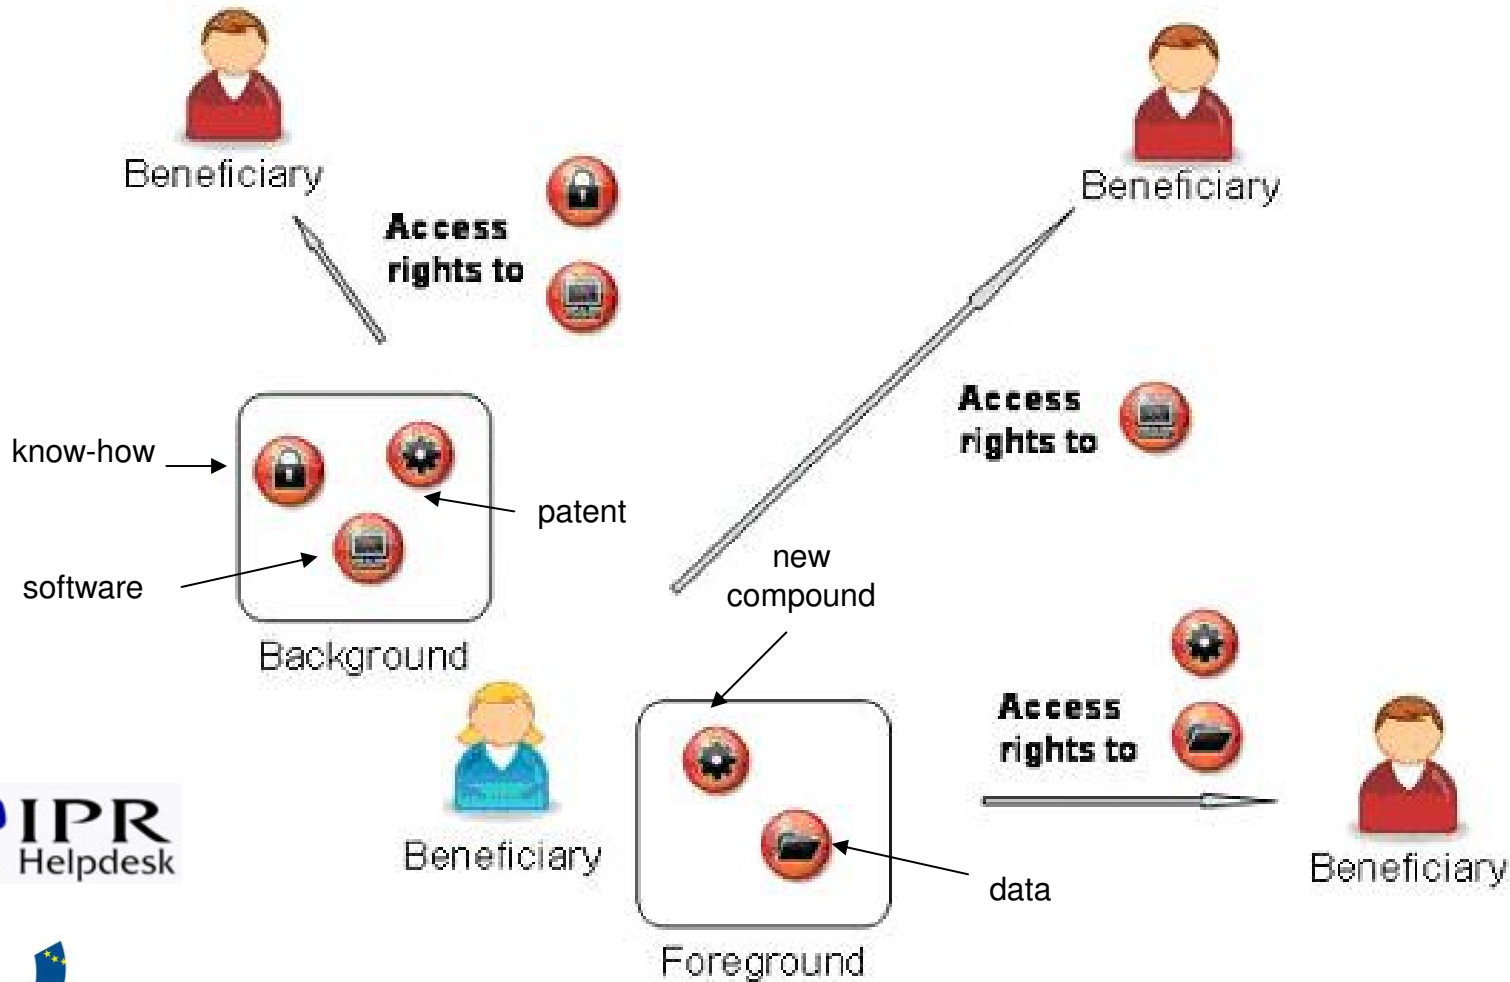 Beneficiary
Beneficiary
Access
rights to
Access
rights to
know-how
patent
software
new
compound
Background
Access
rights to
Beneficiary
Beneficiary
data
Foreground
IPR
Helpdesk